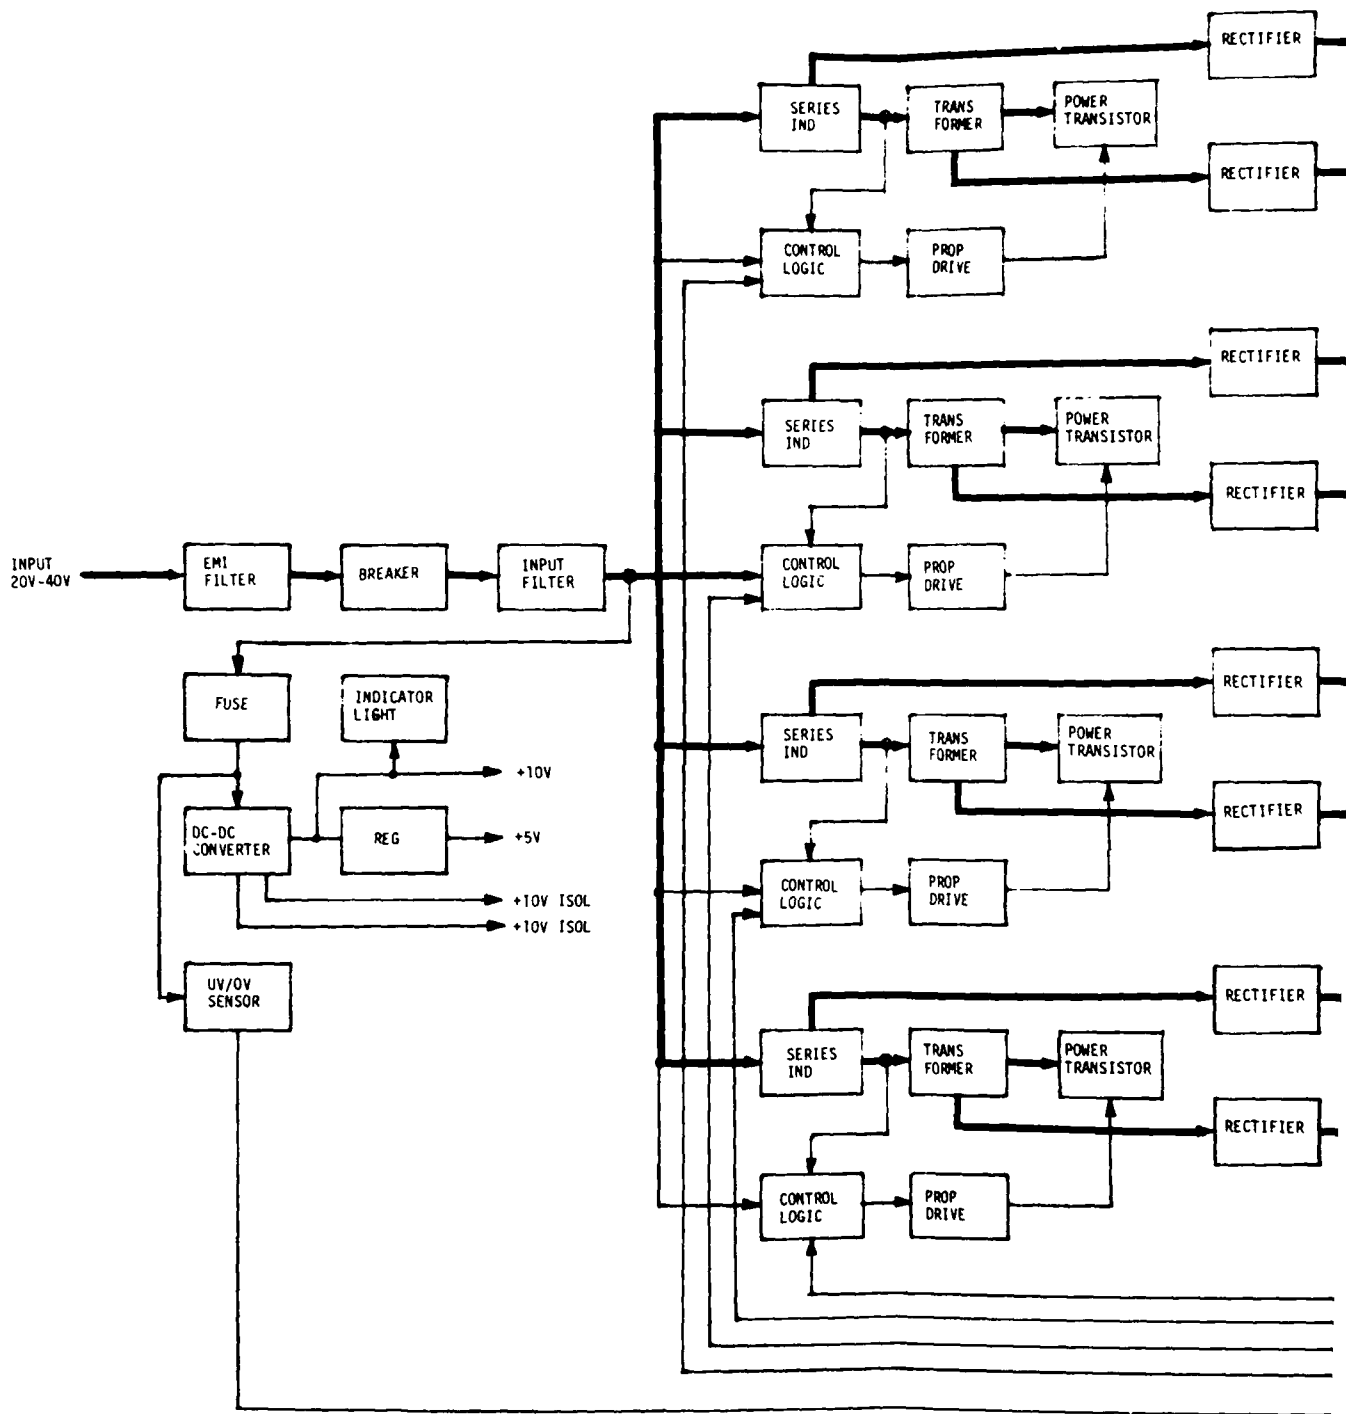 RECTIFIER
SERIES
IND
TRANS
FORMER
POWER
TRANSISTOR
RECTIFIER
CONTROL
LOGIC
PROP
DRIVE
RECTIFIER
SERIES
IND
TRANS
FORMER
POWER
TRANSISTOR
RECTIFIER
INPUT
20V-40V
EMI
FILTER
BREAKER
INPUT
FILTER
CONTROL
LOGIC
PROP
DRIVE
FUSE
INDICATOR
LIGHT
+10V
DC-DC
CONVERTER
REG
+5V
+10V ISOL
+10V ISOL
UV/OV
SENSOR
RECTIFIER
SERIES
IND
TRANS
FORMER
POWER
TRANSISTOR
RECTIFIER
CONTROL
LOGIC
PROP
DRIVE
RECTIFIER
SERIES
IND
TRANS
FORMER
POWER
TRANSISTOR
RECTIFIER
CONTROL
LOGIC
PROP
DRIVE